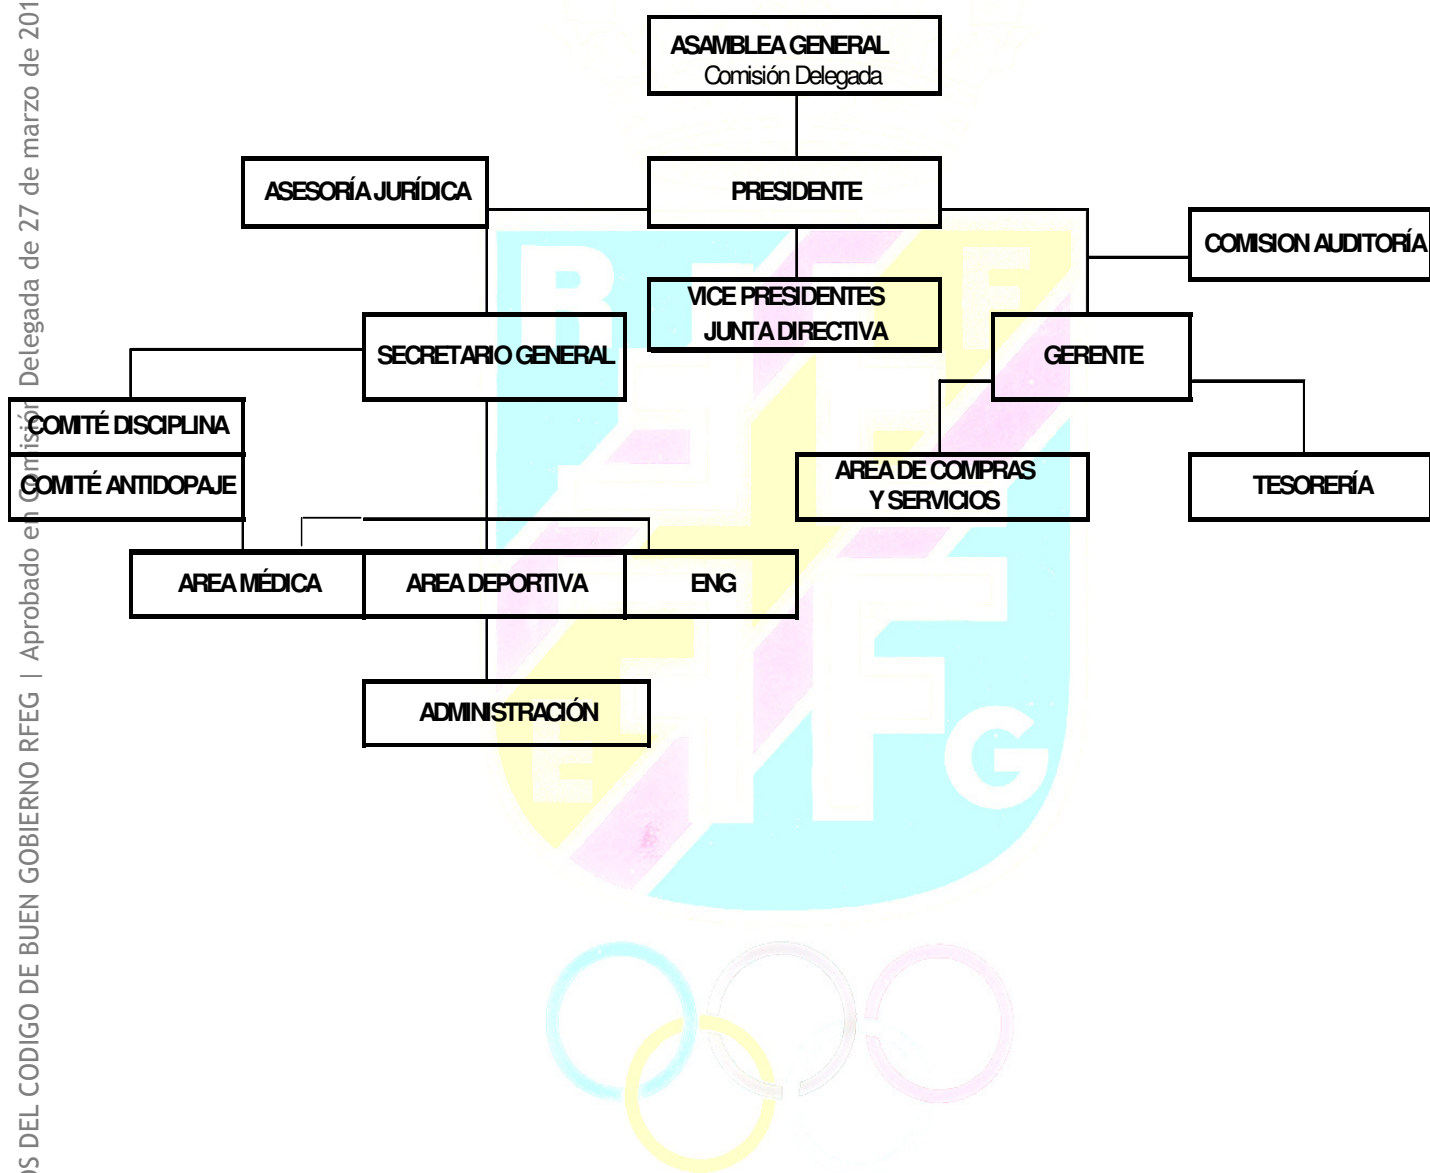 ASAMBLEA GENERAL
Comisión Delegada
ASESORÍA JURÍDICA
PRESIDENTE
COMISION AUDITORÍA
VICE PRESIDENTES
JUNTA DIRECTIVA
SECRETARIO GENERAL
GERENTE
COMITÉ DISCIPLINA
COMITÉ ANTIDOPAJE
AREA DE COMPRAS
Y SERVICIOS
TESORERÍA
AREA MÉDICA
AREA DEPORTIVA
ENG
ADMINISTRACIÓN
DEL CODIGO DE BUEN GOBIERNO RFEG | Aprobado en Comisión Delegada de 27 de marzo de 201
R F E F
E G